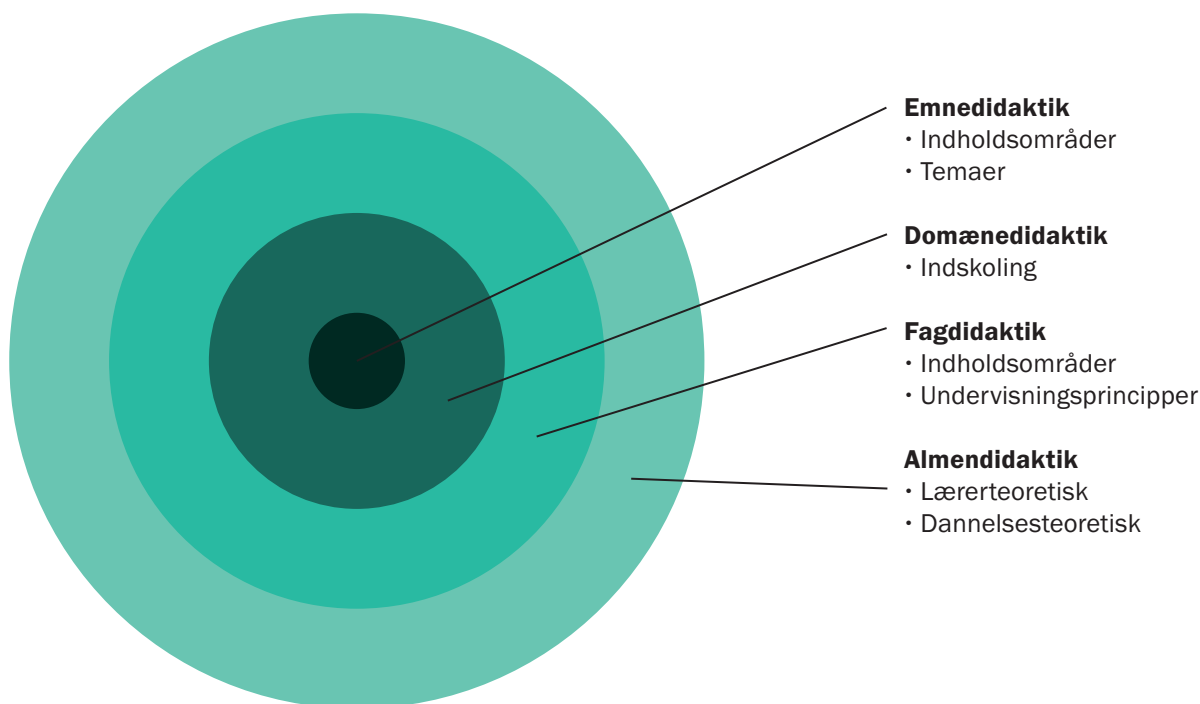 Emnedidaktik
· Indholdsområder
· Temaer
Domænedidaktik
· Indskoling
Fagdidaktik
· Indholdsområder
· Undervisningsprincipper
Almendidaktik
· Lærerteoretisk
· Dannelsesteoretisk